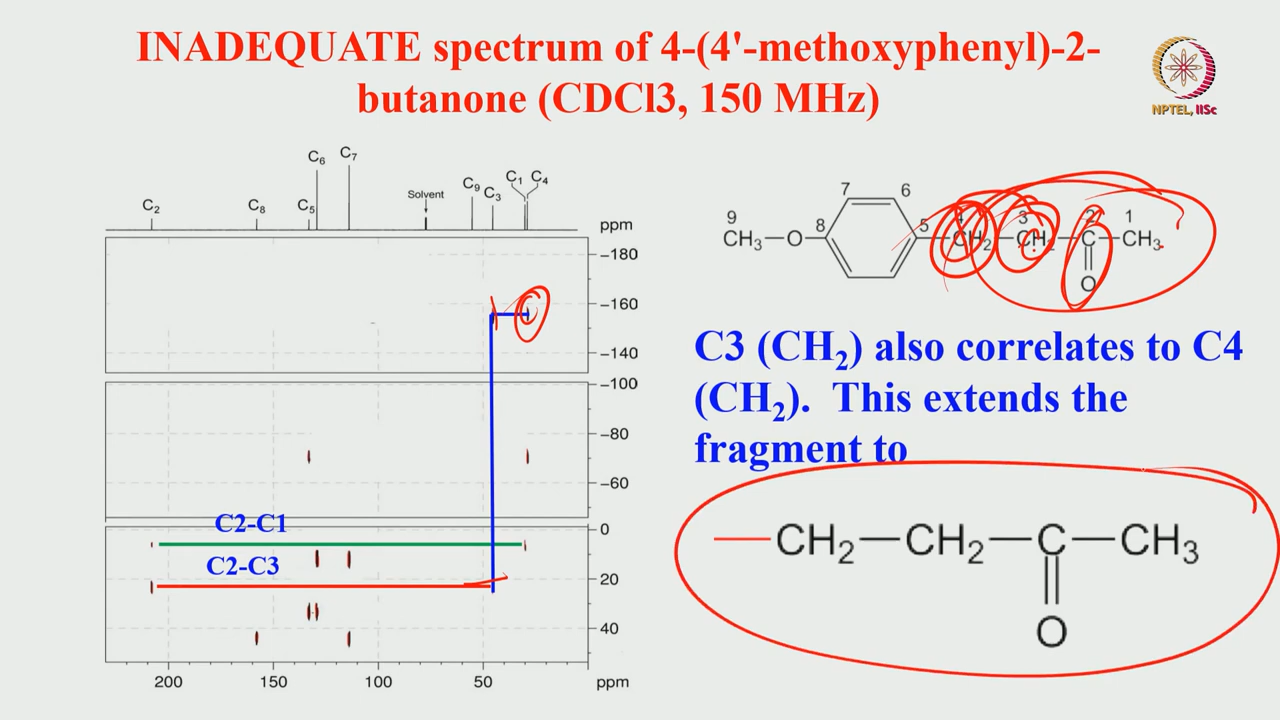 INADEQUATE spectrum of 4-(4'-methoxyphenyl)-2-
butanone (CDCl3, 150 MHz)
NPTEL, IISc
C2 C8 C5 C6 C7 Solvent C9 C3 C1 C4
ppm
-180
-160
-140
-100
-80
-60
0
20
40
C2-C1
C2-C3
200 150 100 50 ppm
9 8 7 6 5 4 3 2 1
CH3-O CH2 CH2 C CH3
O
C3 (CH2) also correlates to C4
(CH2). This extends the
fragment to
—CH2—CH2—C—CH3
O